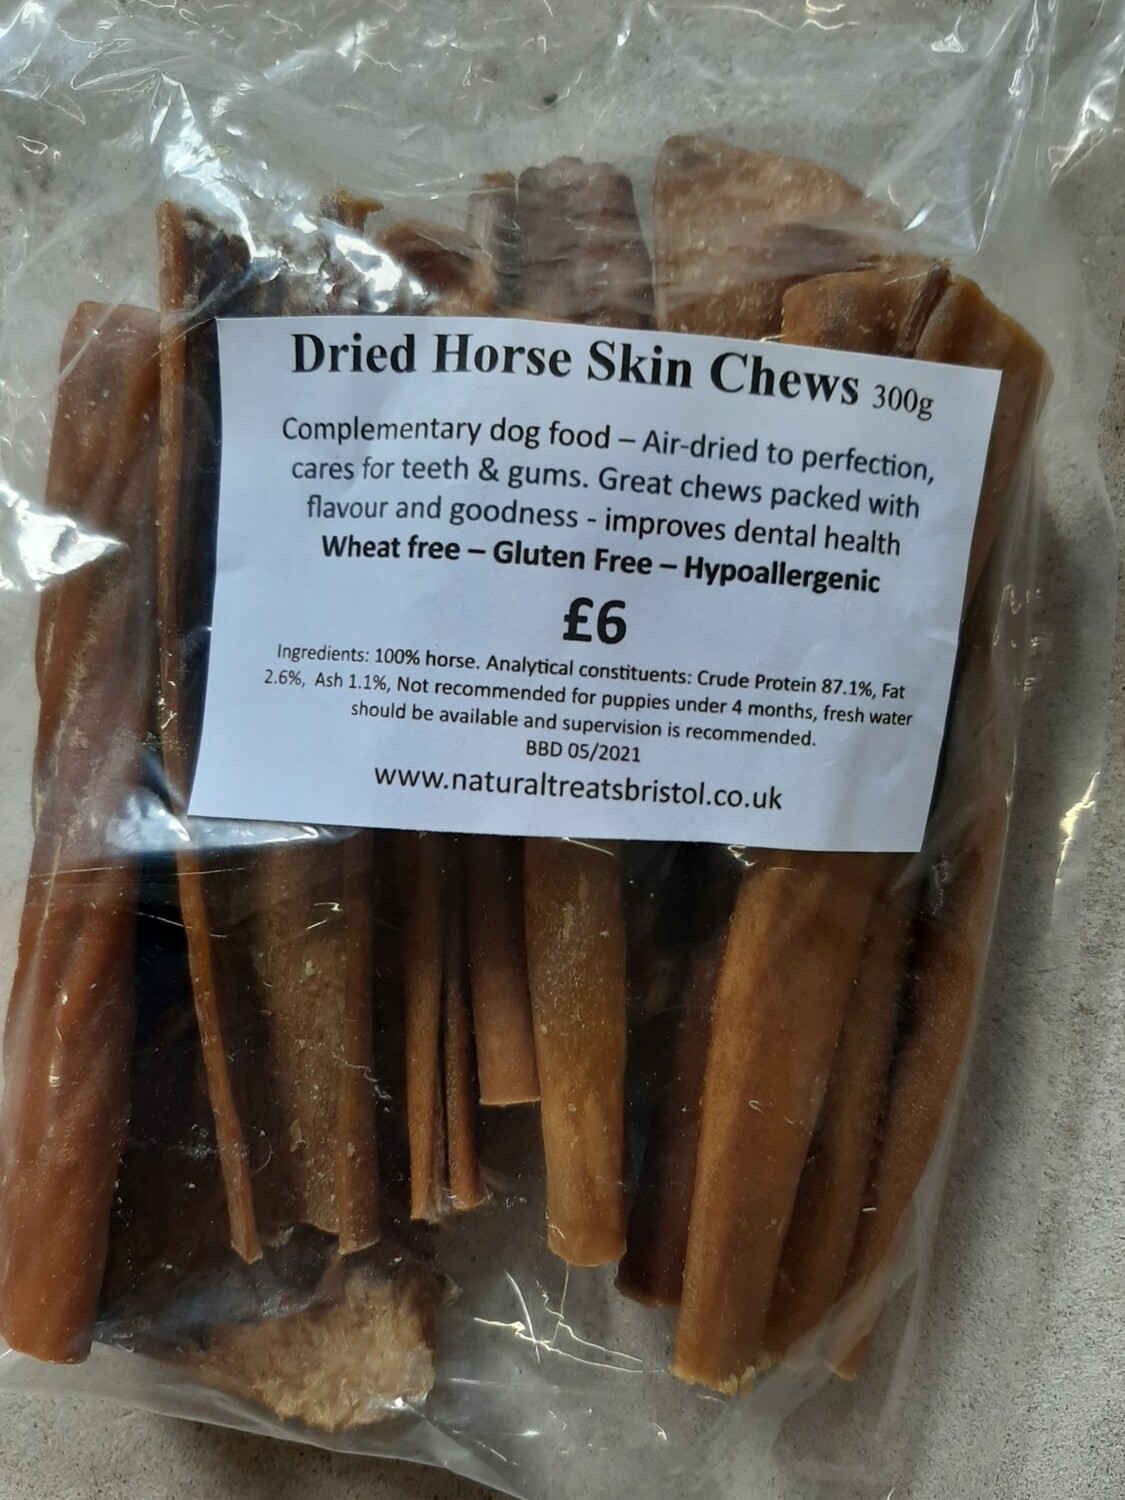 Dried Horse Skin Chews 300g
Complementary dog food – Air-dried to perfection,
cares for teeth & gums. Great chews packed with
flavour and goodness - improves dental health
Wheat free – Gluten Free – Hypoallergenic
£6
Ingredients: 100% horse. Analytical constituents: Crude Protein 87.1%, Fat
2.6%, Ash 1.1%, Not recommended for puppies under 4 months, fresh water
should be available and supervision is recommended.
BBD 05/2021
www.naturaltreatsbristol.co.uk